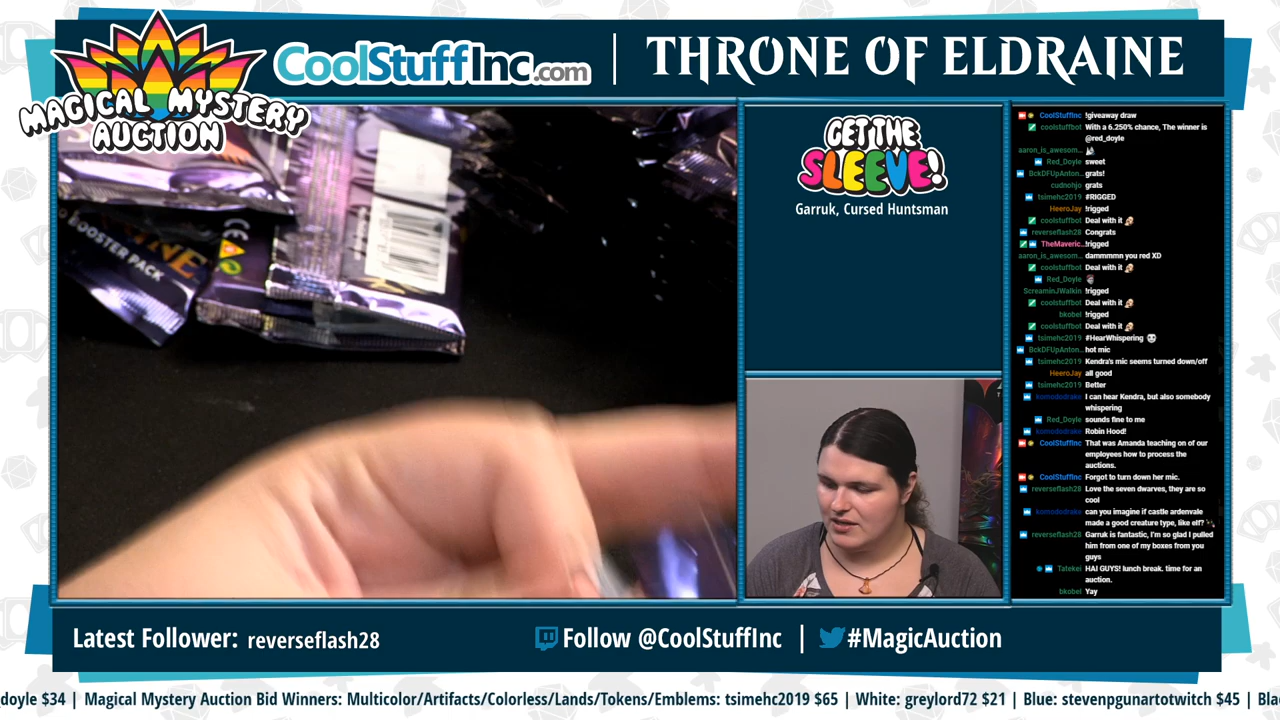 MAGICAL MYSTERY
AUCTION
CoolStuffInc.com
THRONE OF ELDRAINE
BOOSTER PACK
GET THE
SLEEVE!
Garruk, Cursed Huntsman
CoolStuffInc !giveaway draw
coolstuffbot With a 6.250% chance, The winner is
@red_doyle
aaron_is_awesom...
Red_Doyle sweet
BckDFUpAnton... grats!
cudnohjo grats
tsimehc2019 #RIGGED
HeeroJay !rigged
coolstuffbot Deal with it
reverseflash28 Congrats
TheMaveric... !rigged
aaron_is_awesom... dammmmn you red XD
coolstuffbot Deal with it
Red_Doyle
ScreaminJWalkin !rigged
coolstuffbot Deal with it
bkobel !rigged
coolstuffbot Deal with it
tsimehc2019 #HearWhispering
BckDFUpAnton... hot mic
tsimehc2019 Kendra's mic seems turned down/off
HeeroJay all good
tsimehc2019 Better
komododrake I can hear Kendra, but also somebody
whispering
Red_Doyle sounds fine to me
komododrake Robin Hood!
CoolStuffInc That was Amanda teaching on of our
employees how to process the
auctions.
CoolStuffInc Forgot to turn down her mic.
reverseflash28 Love the seven dwarves, they are so
cool
komododrake can you imagine if castle ardenvale
made a good creature type, like elf?
reverseflash28 Garruk is fantastic, I'm so glad I pulled
him from one of my boxes from you
guys
Tatekei HAI GUYS! lunch break. time for an
auction.
bkobel Yay
Latest Follower: reverseflash28
Follow @CoolStuffInc | #MagicAuction
doyle $34 | Magical Mystery Auction Bid Winners: Multicolor/Artifacts/Colorless/Lands/Tokens/Emblems: tsimehc2019 $65 | White: greylord72 $21 | Blue: stevenpgunartotwitch $45 | Bla